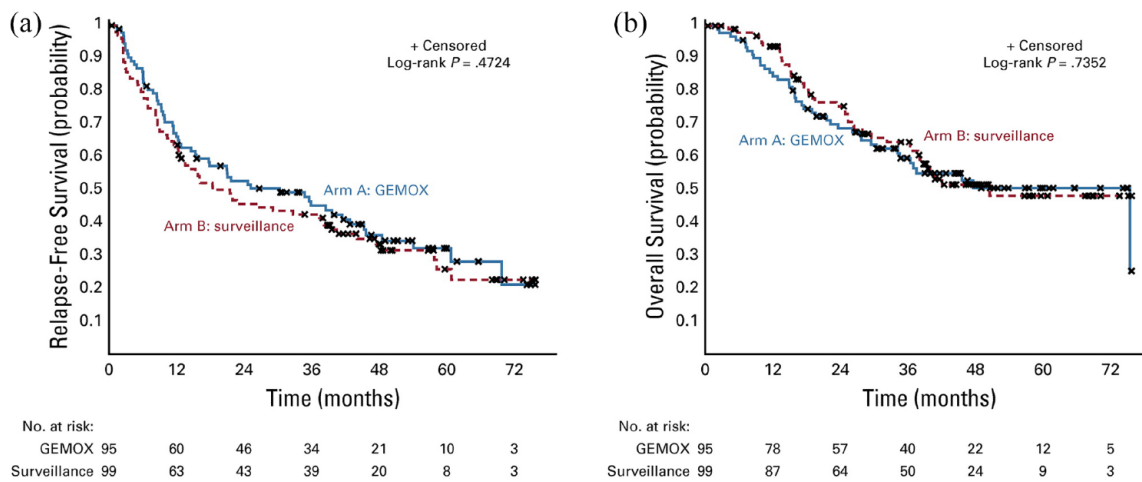 (a)
Relapse-Free Survival (probability)
1
0.9
0.8
0.7
0.6
0.5
0.4
0.3
0.2
0.1
+ Censored
Log-rank P = .4724
Arm A: GEMOX
Arm B: surveillance
0 12 24 36 48 60 72
Time (months)
No. at risk:
GEMOX 95 60 46 34 21 10 3
Surveillance 99 63 43 39 20 8 3
(b)
Overall Survival (probability)
1
0.9
0.8
0.7
0.6
0.5
0.4
0.3
0.2
0.1
+ Censored
Log-rank P = .7352
Arm B: surveillance
Arm A: GEMOX
0 12 24 36 48 60 72
Time (months)
No. at risk:
GEMOX 95 78 57 40 22 12 5
Surveillance 99 87 64 50 24 9 3